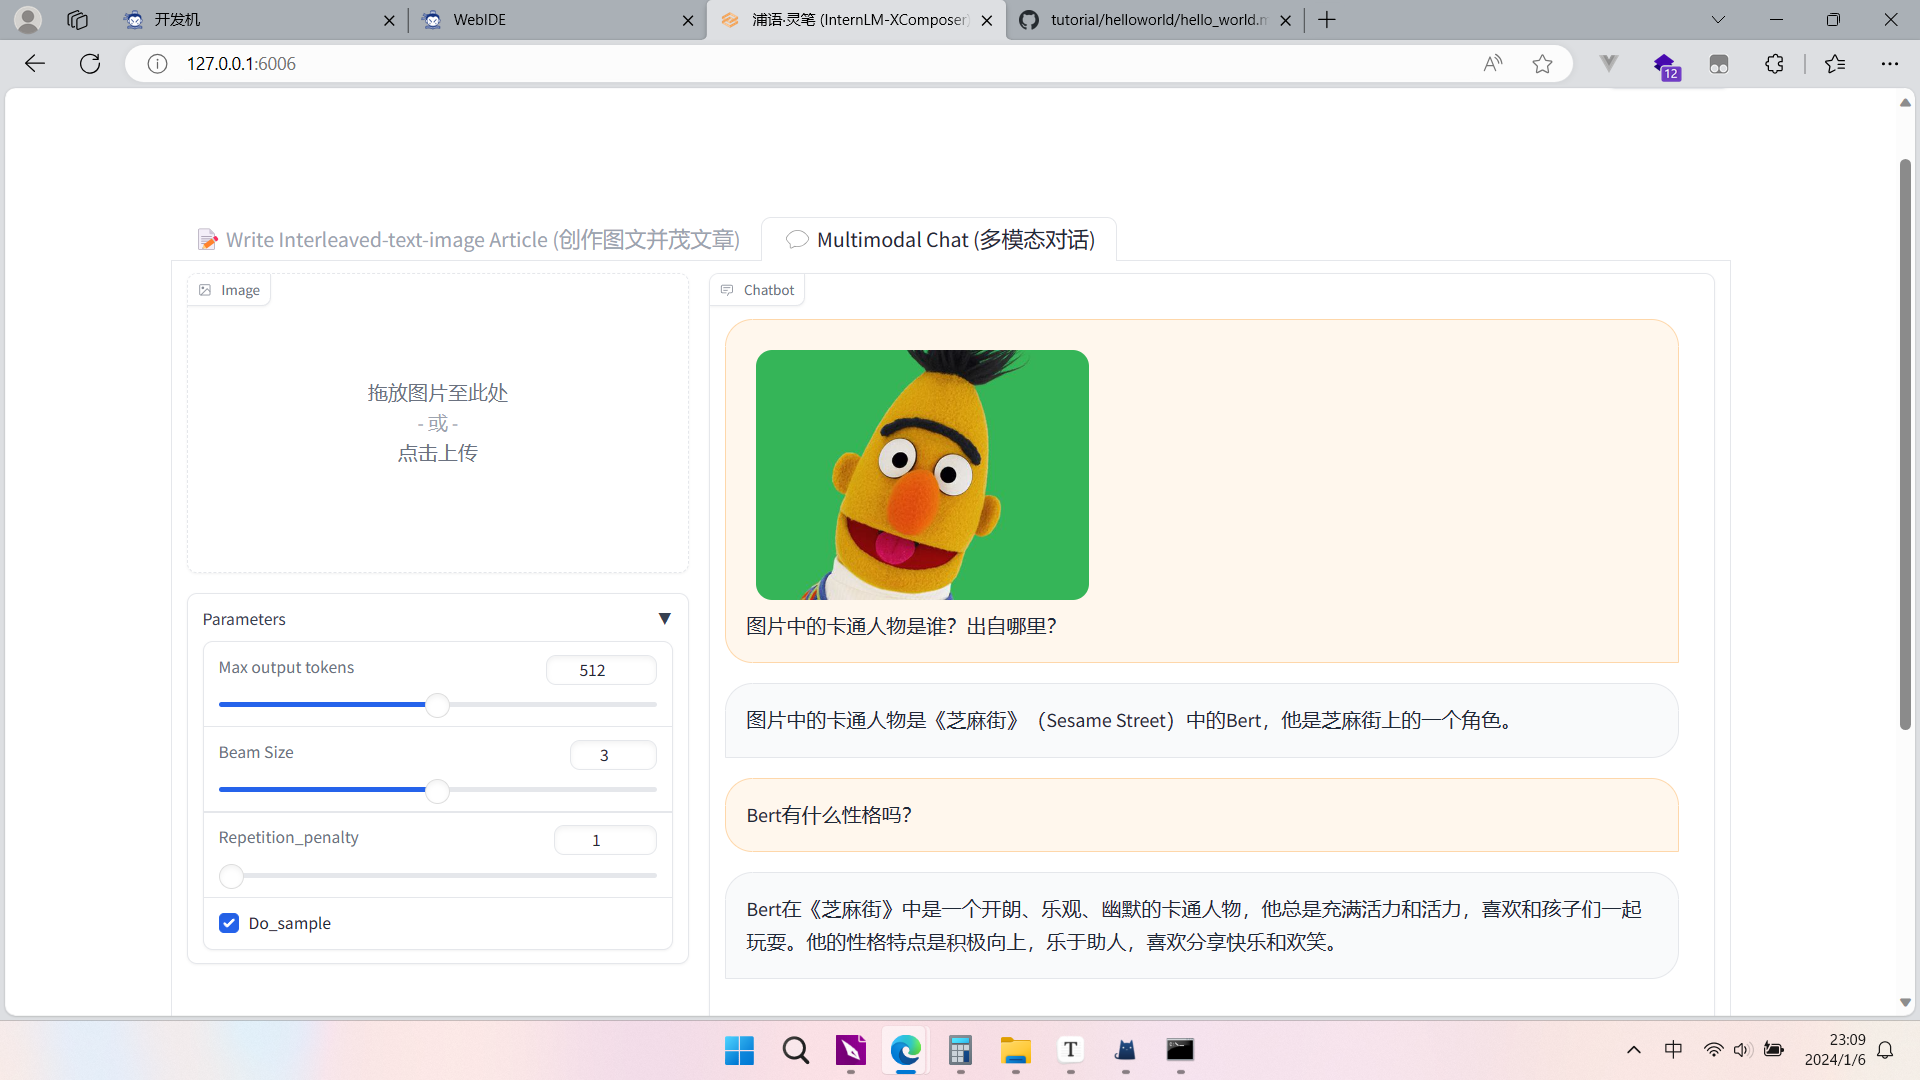 开发机
WebIDE
浦语·灵笔 (InternLM-XComposer)
tutorial/helloworld/hello_world.m
127.0.0.1:6006
12
Write Interleaved-text-image Article (创作图文并茂文章)
Multimodal Chat (多模态对话)
Image
拖放图片至此处
- 或 -
点击上传
Parameters
Max output tokens
512
Beam Size
3
Repetition_penalty
1
Do_sample
Chatbot
图片中的卡通人物是谁？出自哪里？
图片中的卡通人物是《芝麻街》（Sesame Street）中的Bert，他是芝麻街上的一个角色。
Bert有什么性格吗？
Bert在《芝麻街》中是一个开朗、乐观、幽默的卡通人物，他总是充满活力和活力，喜欢和孩子们一起
玩耍。他的性格特点是积极向上，乐于助人，喜欢分享快乐和欢笑。
T
中
23:09
2024/1/6